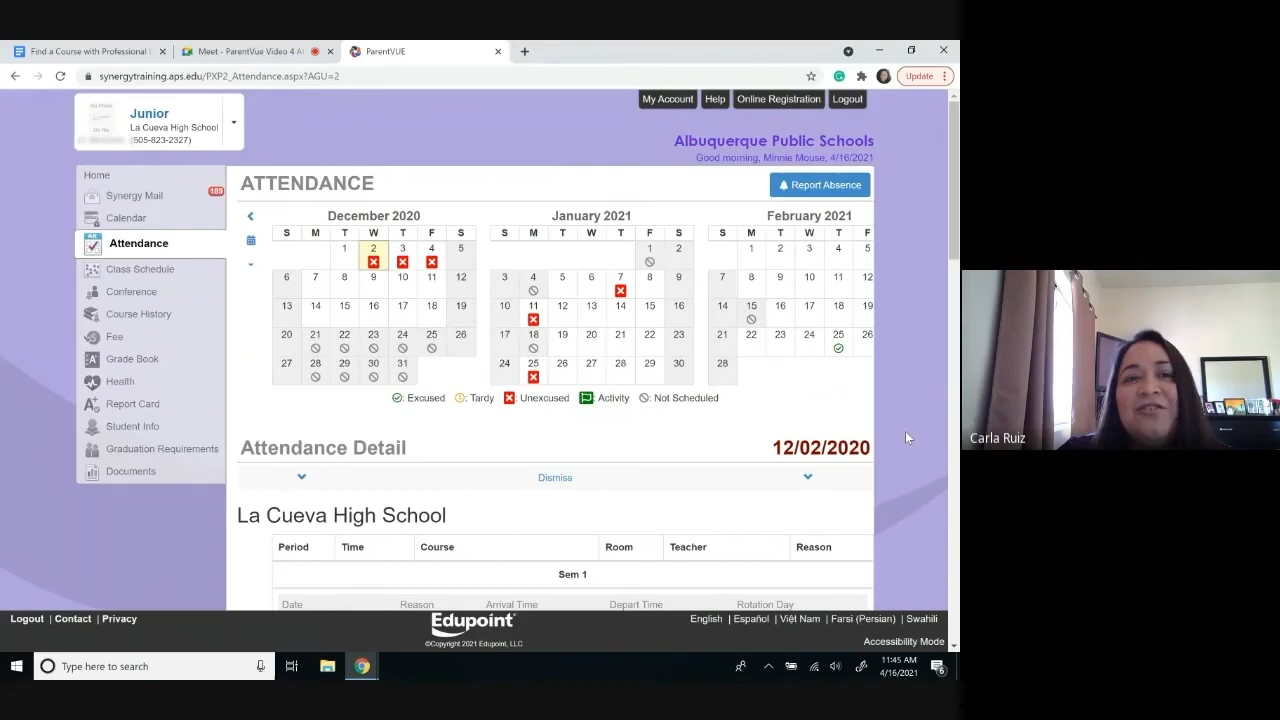 Find a Course with Professional L
Meet - ParentVue Video 4 At
ParentVUE
synergytraining.aps.edu/PXP2_Attendance.aspx?AGU=2
Update
Junior
La Cueva High School
(505-823-2327)
My Account
Help
Online Registration
Logout
Albuquerque Public Schools
Good morning, Minnie Mouse, 4/16/2021
Home
Synergy Mail
189
Calendar
Attendance
Class Schedule
Conference
Course History
Fee
Grade Book
Health
Report Card
Student Info
Graduation Requirements
Documents
ATTENDANCE
Report Absence
December 2020
S M T W T F S
1 2 3 4 5
6 7 8 9 10 11 12
13 14 15 16 17 18 19
20 21 22 23 24 25 26
27 28 29 30 31
January 2021
S M T W T F S
1 2
3 4 5 6 7 8 9
10 11 12 13 14 15 16
17 18 19 20 21 22 23
24 25 26 27 28 29 30
February 2021
S M T W T F
1 2 3 4 5
7 8 9 10 11 12
14 15 16 17 18 19
21 22 23 24 25 26
28
: Excused : Tardy : Unexcused : Activity : Not Scheduled
Attendance Detail
12/02/2020
Dismiss
La Cueva High School
Period Time Course Room Teacher Reason
Sem 1
Date Reason Arrival Time Depart Time Rotation Day
Logout | Contact | Privacy
Edupoint
©Copyright 2021 Edupoint, LLC
English | Español | Việt Nam | Farsi (Persian) | Swahili
Accessibility Mode
Type here to search
11:45 AM
4/16/2021
6
Carla Ruiz